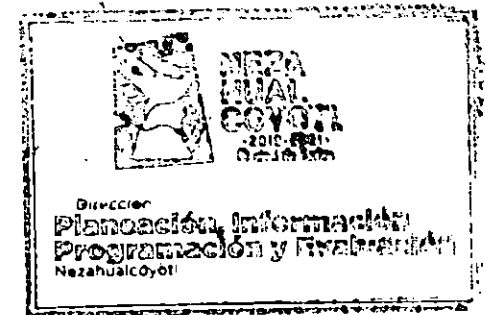 NEZA
HUAL
COYOTL
Dirección
Planeación, Información
Programación y Evaluación
Nezahualcóyotl